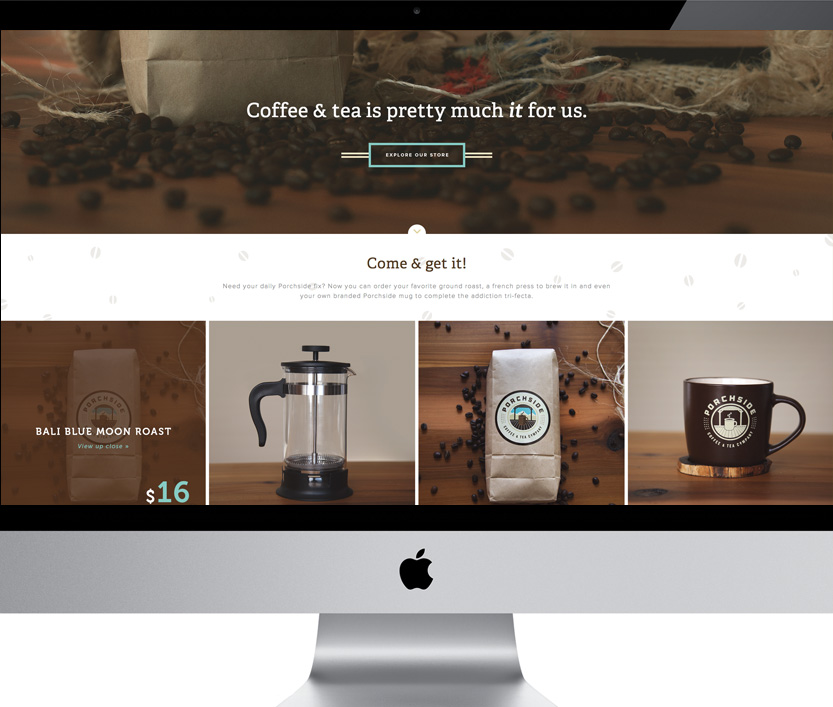 Coffee & tea is pretty much it for us.
EXPLORE OUR STORE
Come & get it!
Need your daily Porchside fix? Now you can order your favorite ground roast, a french press to brew it in and even
your own branded Porchside mug to complete the addiction tri-fecta.
BALI BLUE MOON ROAST
View up close »
$16
PORCHSIDE
COFFEE & TEA COMPANY
PORCHSIDE
COFFEE & TEA COMPANY